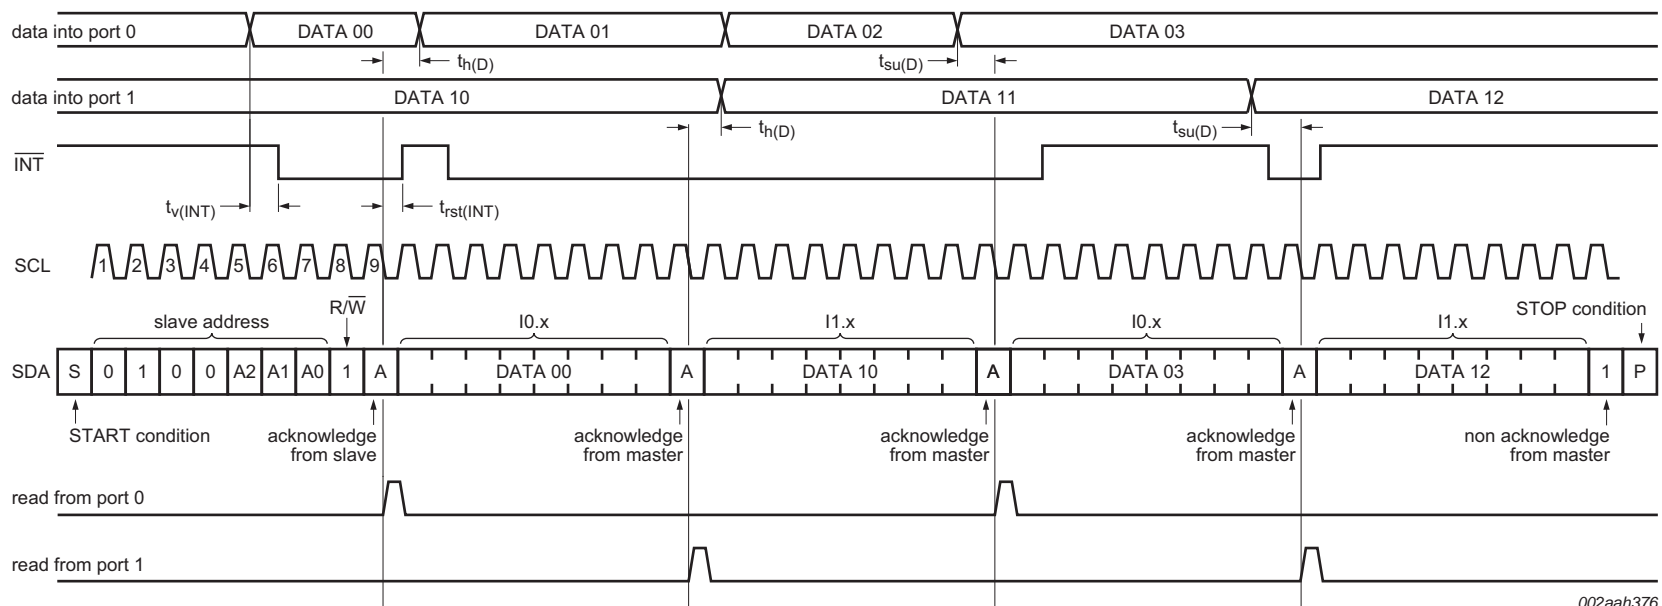 data into port 0 DATA 00 DATA 01 DATA 02 DATA 03
th(D) tsu(D)
data into port 1 DATA 10 DATA 11 DATA 12
th(D) tsu(D)
INT
tv(INT) trst(INT)
SCL 1 2 3 4 5 6 7 8 9
R/W STOP condition
slave address I0.x I1.x I0.x I1.x
SDA S 0 1 0 0 A2 A1 A0 1 A DATA 00 A DATA 10 A DATA 03 A DATA 12 1 P
START condition acknowledge acknowledge acknowledge acknowledge non acknowledge
from slave from master from master from master from master
read from port 0
read from port 1
002aah376